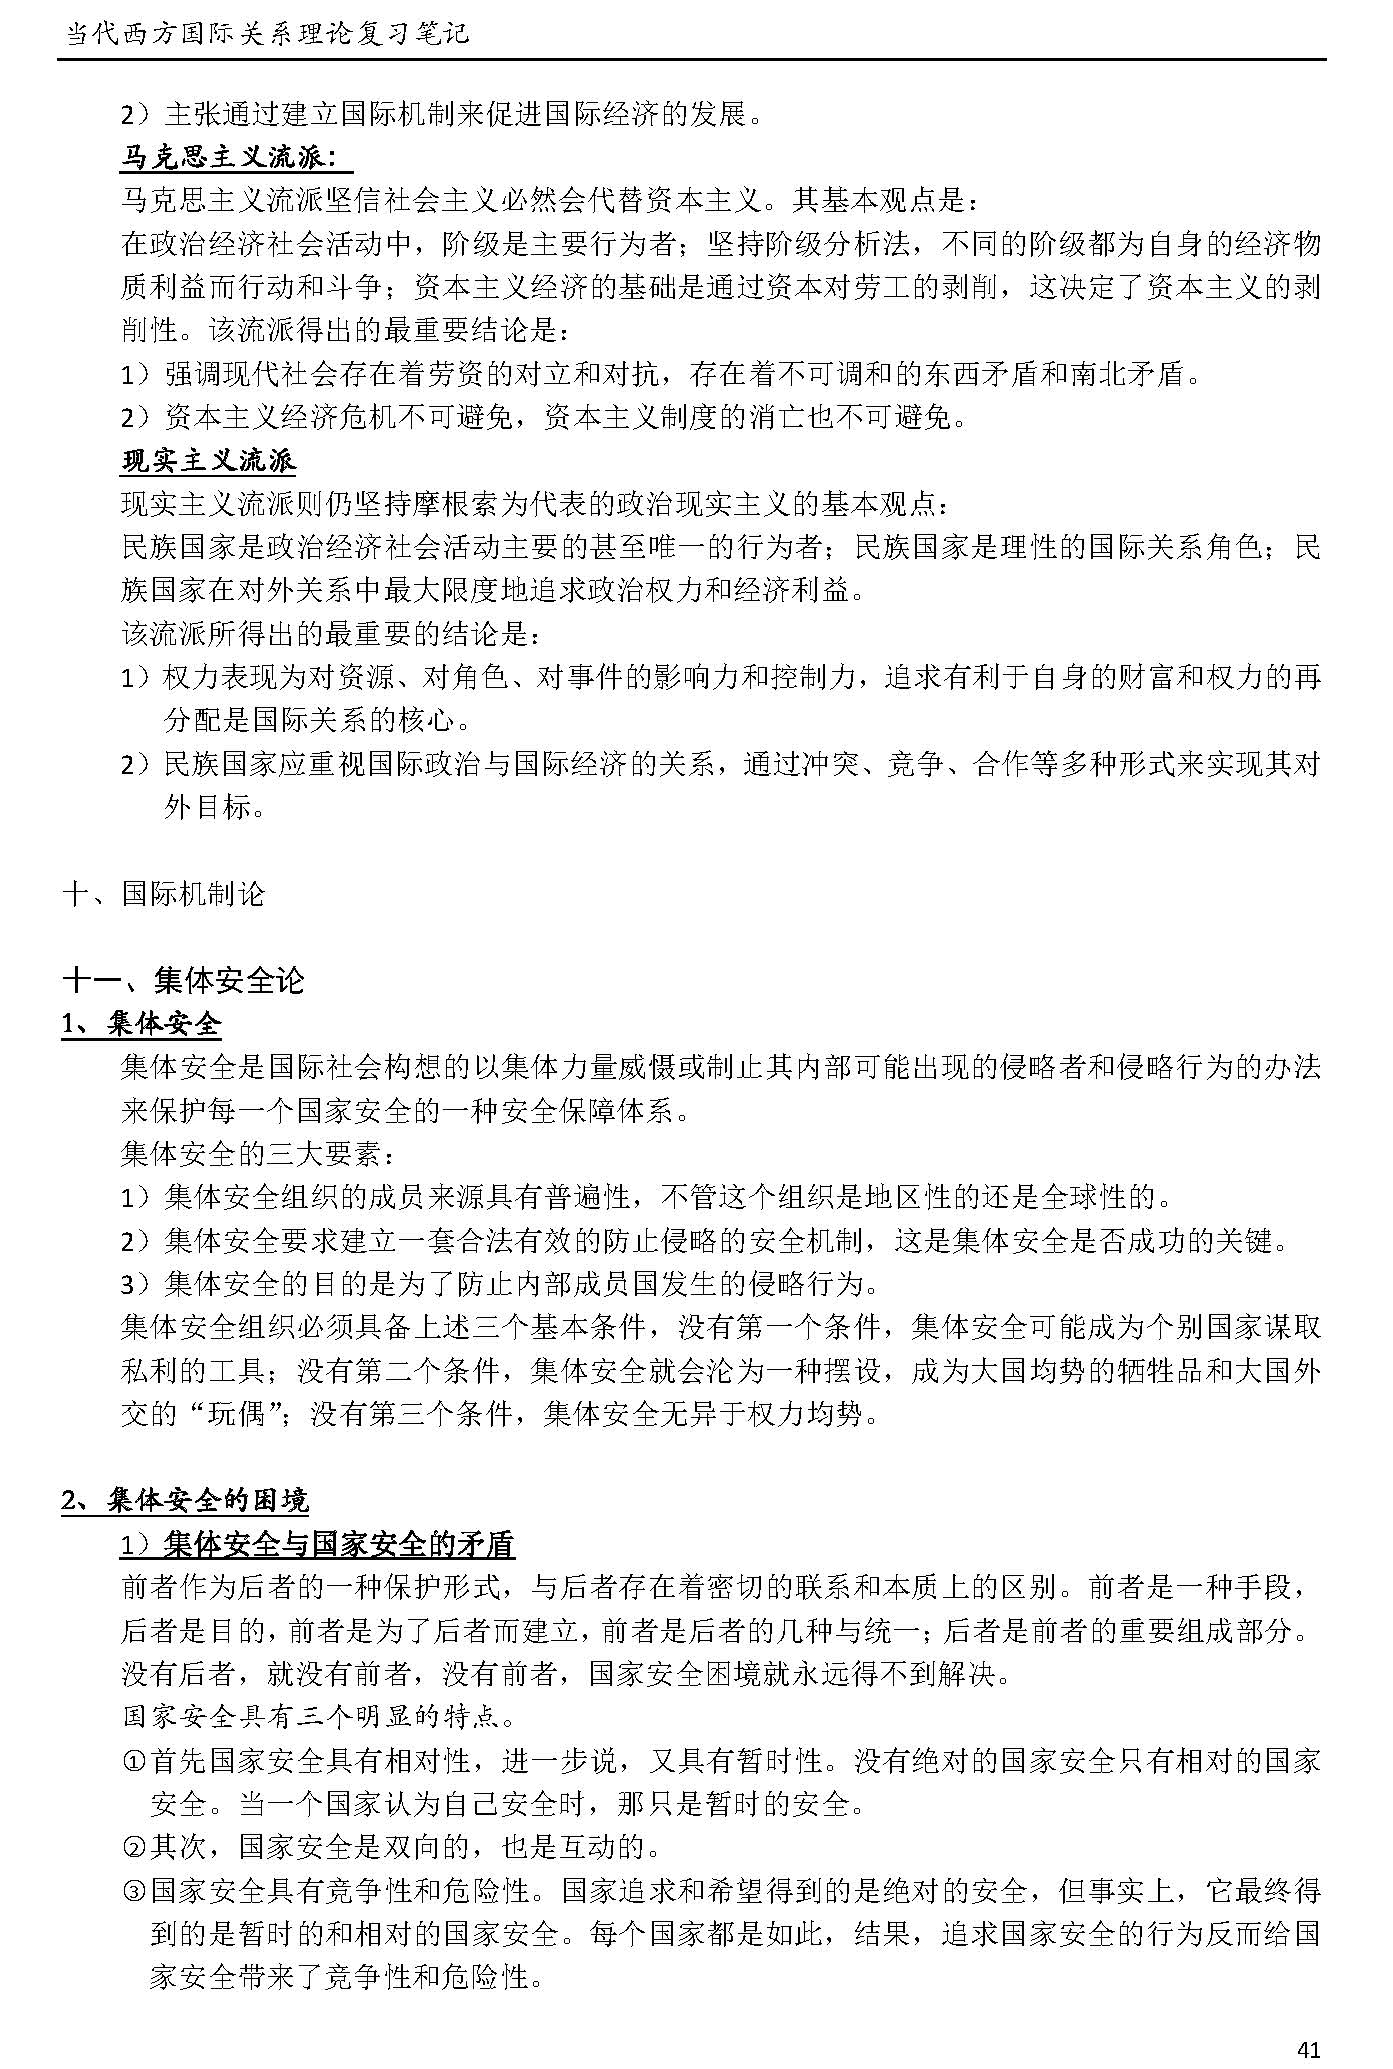 当代西方国际关系理论复习笔记
2）主张通过建立国际机制来促进国际经济的发展。
马克思主义流派：
马克思主义流派坚信社会主义必然会代替资本主义。其基本观点是：
在政治经济社会活动中，阶级是主要行为者；坚持阶级分析法，不同的阶级都为自身的经济物
质利益而行动和斗争；资本主义经济的基础是通过资本对劳工的剥削，这决定了资本主义的剥
削性。该流派得出的最重要结论是：
1）强调现代社会存在着劳资的对立和对抗，存在着不可调和的东西矛盾和南北矛盾。
2）资本主义经济危机不可避免，资本主义制度的消亡也不可避免。
现实主义流派
现实主义流派则仍坚持摩根索为代表的政治现实主义的基本观点：
民族国家是政治经济社会活动主要的甚至唯一的行为者；民族国家是理性的国际关系角色；民
族国家在对外关系中最大限度地追求政治权力和经济利益。
该流派所得出的最重要的结论是：
1）权力表现为对资源、对角色、对事件的影响力和控制力，追求有利于自身的财富和权力的再
分配是国际关系的核心。
2）民族国家应重视国际政治与国际经济的关系，通过冲突、竞争、合作等多种形式来实现其对
外目标。
十、国际机制论
十一、集体安全论
1、集体安全
集体安全是国际社会构想的以集体力量威慑或制止其内部可能出现的侵略者和侵略行为的办法
来保护每一个国家安全的一种安全保障体系。
集体安全的三大要素：
1）集体安全组织的成员来源具有普遍性，不管这个组织是地区性的还是全球性的。
2）集体安全要求建立一套合法有效的防止侵略的安全机制，这是集体安全是否成功的关键。
3）集体安全的目的是为了防止内部成员国发生的侵略行为。
集体安全组织必须具备上述三个基本条件，没有第一个条件，集体安全可能成为个别国家谋取
私利的工具；没有第二个条件，集体安全就会沦为一种摆设，成为大国均势的牺牲品和大国外
交的“玩偶”；没有第三个条件，集体安全无异于权力均势。
2、集体安全的困境
1）集体安全与国家安全的矛盾
前者作为后者的一种保护形式，与后者存在着密切的联系和本质上的区别。前者是一种手段，
后者是目的，前者是为了后者而建立，前者是后者的几种与统一；后者是前者的重要组成部分。
没有后者，就没有前者，没有前者，国家安全困境就永远得不到解决。
国家安全具有三个明显的特点。
①首先国家安全具有相对性，进一步说，又具有暂时性。没有绝对的国家安全只有相对的国家
安全。当一个国家认为自己安全时，那只是暂时的安全。
②其次，国家安全是双向的，也是互动的。
③国家安全具有竞争性和危险性。国家追求和希望得到的是绝对的安全，但事实上，它最终得
到的是暂时的和相对的国家安全。每个国家都是如此，结果，追求国家安全的行为反而给国
家安全带来了竞争性和危险性。
41